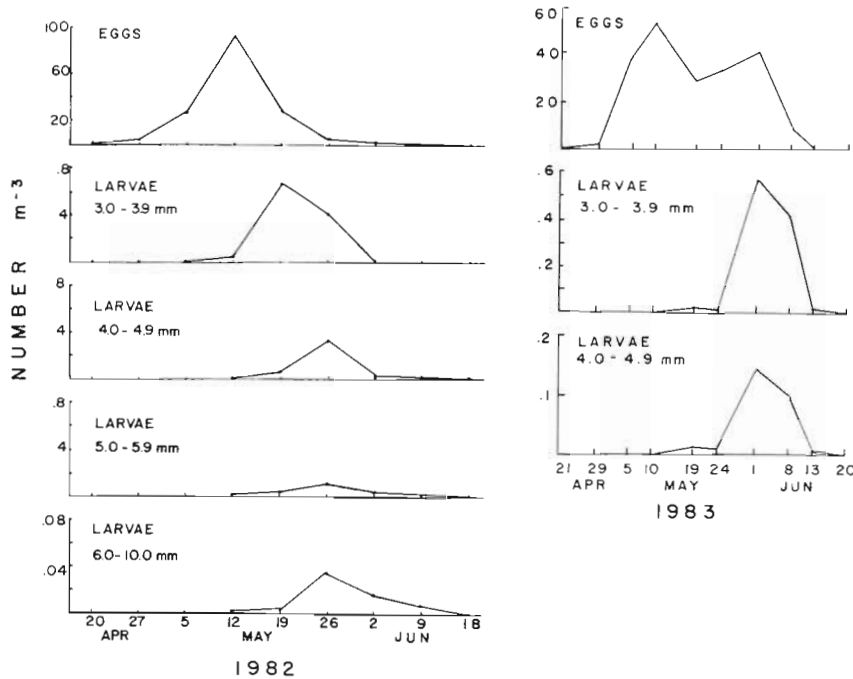 NUMBER m-3
EGGS
100
60
20
LARVAE
3.0-3.9 mm
.8
4
LARVAE
4.0-4.9 mm
8
4
LARVAE
5.0-5.9 mm
.8
4
LARVAE
6.0-10.0 mm
.08
.04
20 27 5 12 19 26 2 9 18
APR MAY JUN
1982
EGGS
60
40
20
LARVAE
3.0-3.9 mm
.6
.4
.2
LARVAE
4.0-4.9 mm
.2
.1
21 29 5 10 19 24 1 8 13 20
APR MAY JUN
1983